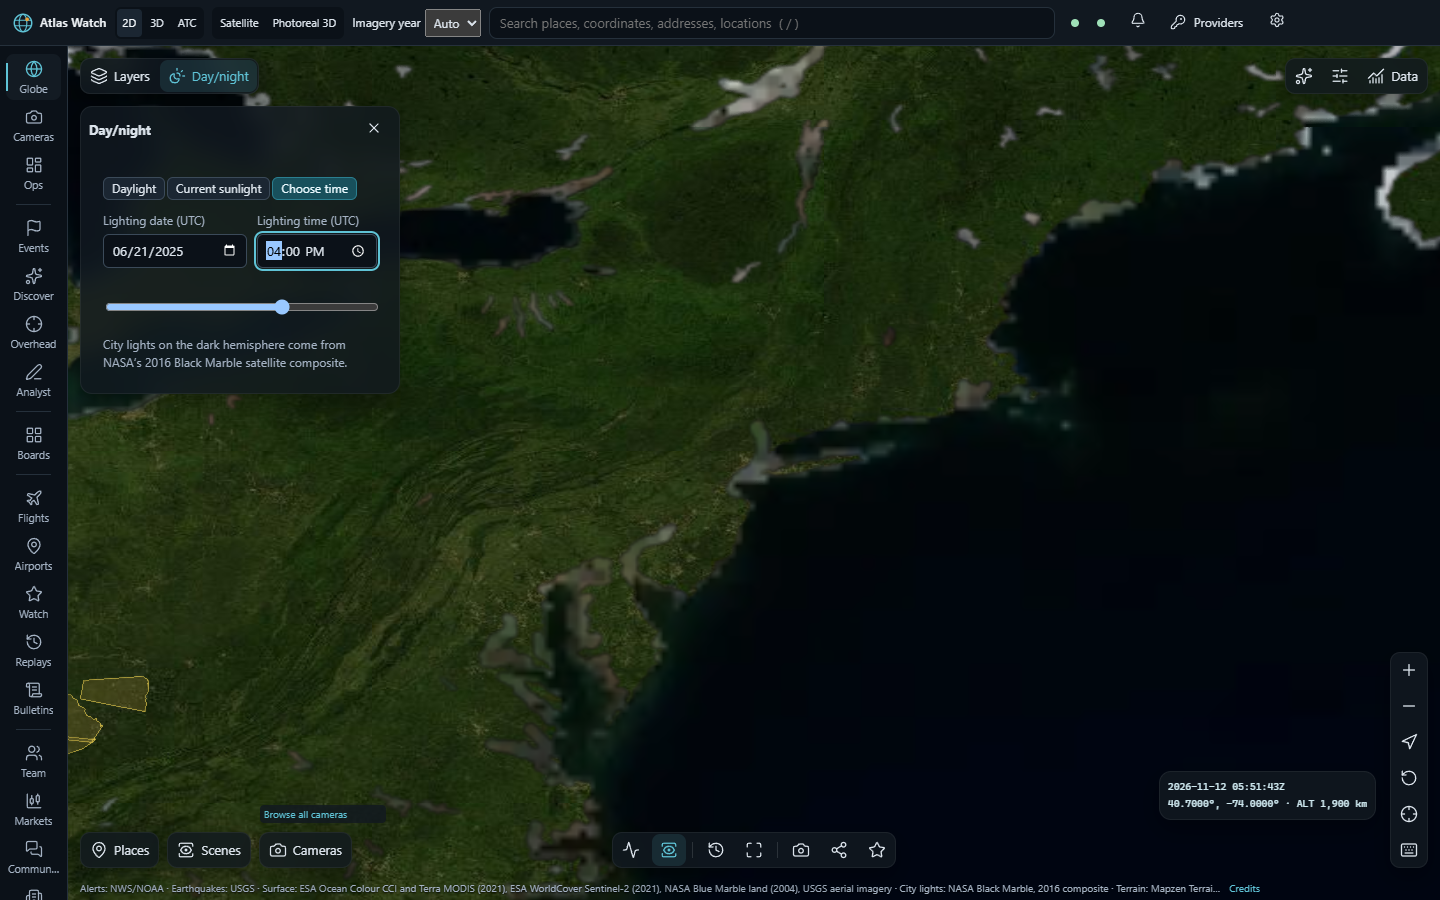 Atlas Watch
2D 3D ATC
Satellite Photoreal 3D
Imagery year Auto
Search places, coordinates, addresses, locations ( / )
Providers
Globe
Cameras
Ops
Events
Discover
Overhead
Analyst
Boards
Flights
Airports
Watch
Replays
Bulletins
Team
Markets
Commun...
Layers Day/night
Data
Day/night
Daylight Current sunlight Choose time
Lighting date (UTC) Lighting time (UTC)
06/21/2025 04:00 PM
City lights on the dark hemisphere come from
NASA's 2016 Black Marble satellite composite.
2026-11-12 05:51:43Z
40.7000°, -74.0000° · ALT 1,900 km
Browse all cameras
Places Scenes Cameras
Alerts: NWS/NOAA · Earthquakes: USGS · Surface: ESA Ocean Colour CCI and Terra MODIS (2021), ESA WorldCover Sentinel-2 (2021), NASA Blue Marble land (2004), USGS aerial imagery · City lights: NASA Black Marble, 2016 composite · Terrain: Mapzen Terrai... Credits